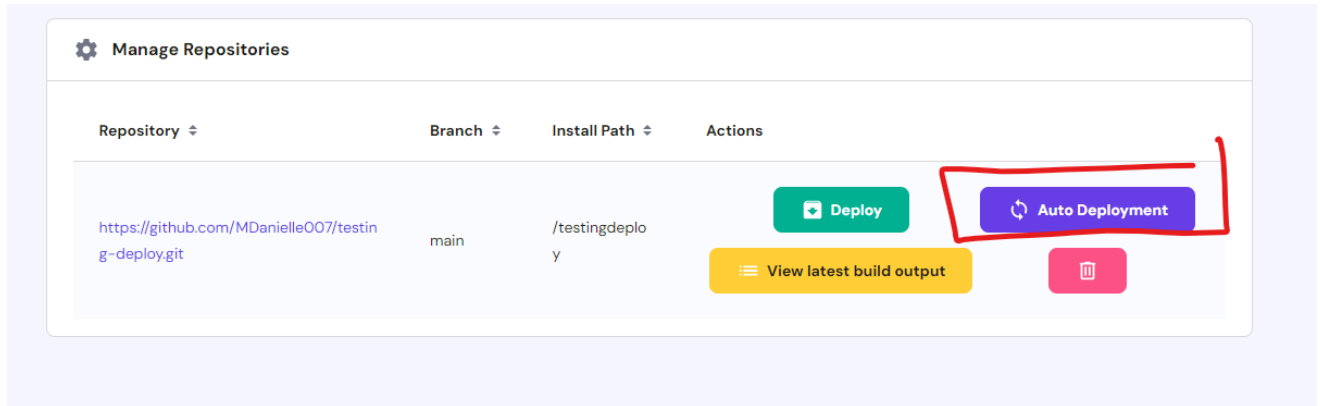 Manage Repositories
Repository Branch Install Path Actions
https://github.com/MDanielle007/testin
g-deploy.git
main
/testingdeplo
y
Deploy
Auto Deployment
View latest build output